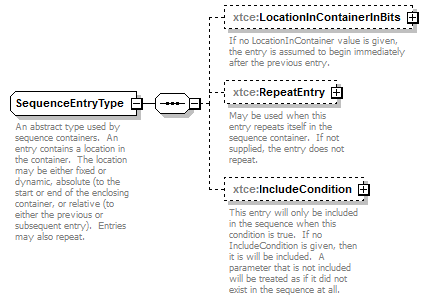 xtce:LocationInContainerInBits
If no LocationInContainer value is given,
the entry is assumed to begin immediately
after the previous entry.
SequenceEntryType
An abstract type used by
sequence containers.  An
entry contains a location in
the container.  The location
may be either fixed or
dynamic, absolute (to the
start or end of the enclosing
container, or relative (to
either the previous or
subsequent entry).  Entries
may also repeat.
xtce:RepeatEntry
May be used when this
entry repeats itself in the
sequence container.  If not
supplied, the entry does not
repeat.
xtce:IncludeCondition
This entry will only be included
in the sequence when this
condition is true.  If no
IncludeCondition is given, then
it is will be included.  A
parameter that is not included
will be treated as if it did not
exist in the sequence at all.